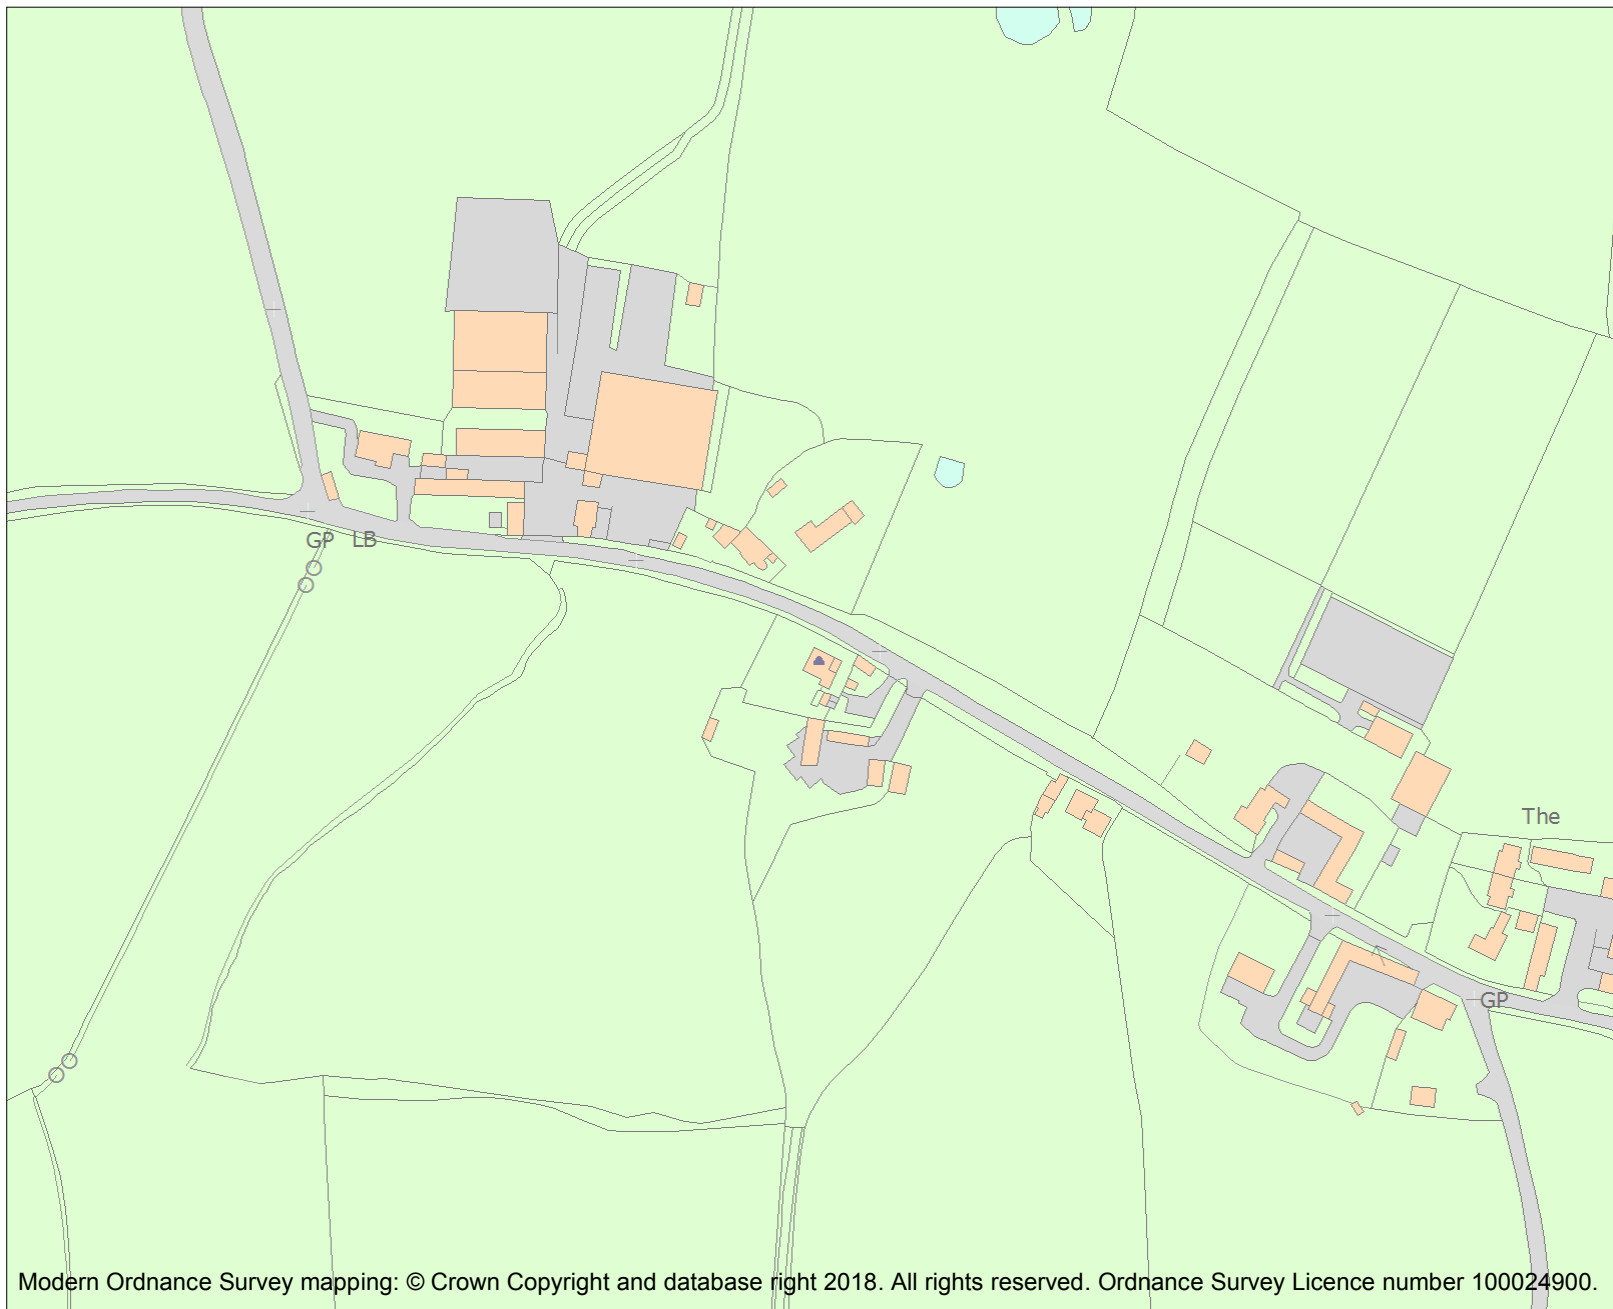 GP LB
The
GP
Modern Ordnance Survey mapping: © Crown Copyright and database right 2018. All rights reserved. Ordnance Survey Licence number 100024900.